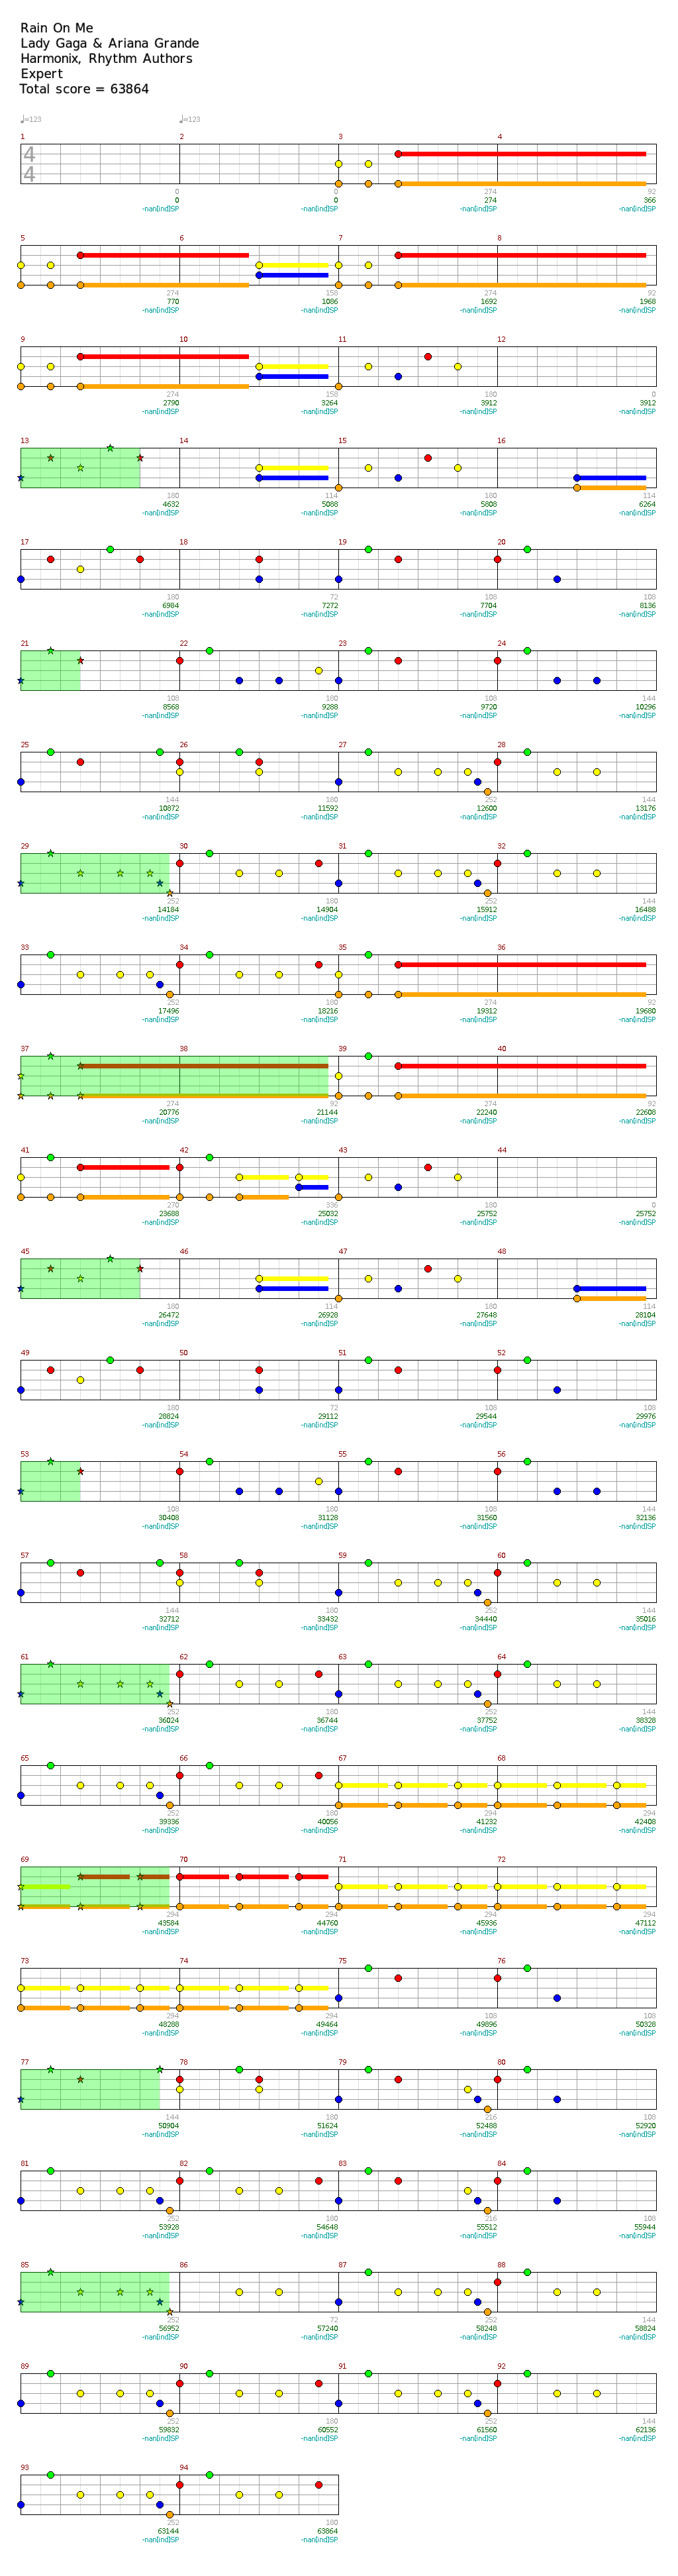 Rain On Me
Lady Gaga & Ariana Grande
Harmonix, Rhythm Authors
Expert
Total score = 63864
♩=123 ♩=123
1 2 3 4
4
4
0 0 274 92
0 0 274 366
-nan(ind)SP -nan(ind)SP -nan(ind)SP -nan(ind)SP
5 6 7 8
274 158 274 92
770 1086 1692 1968
-nan(ind)SP -nan(ind)SP -nan(ind)SP -nan(ind)SP
9 10 11 12
274 158 180 0
2790 3264 3912 3912
-nan(ind)SP -nan(ind)SP -nan(ind)SP -nan(ind)SP
13 14 15 16
180 114 180 114
4632 5088 5808 6264
-nan(ind)SP -nan(ind)SP -nan(ind)SP -nan(ind)SP
17 18 19 20
180 72 108 108
6984 7272 7704 8136
-nan(ind)SP -nan(ind)SP -nan(ind)SP -nan(ind)SP
21 22 23 24
108 180 108 144
8568 9288 9720 10296
-nan(ind)SP -nan(ind)SP -nan(ind)SP -nan(ind)SP
25 26 27 28
144 180 252 144
10872 11592 12600 13176
-nan(ind)SP -nan(ind)SP -nan(ind)SP -nan(ind)SP
29 30 31 32
252 180 252 144
14184 14904 15912 16488
-nan(ind)SP -nan(ind)SP -nan(ind)SP -nan(ind)SP
33 34 35 36
252 180 274 92
17496 18216 19312 19680
-nan(ind)SP -nan(ind)SP -nan(ind)SP -nan(ind)SP
37 38 39 40
274 92 274 92
20776 21144 22240 22608
-nan(ind)SP -nan(ind)SP -nan(ind)SP -nan(ind)SP
41 42 43 44
270 336 180 0
23688 25032 25752 25752
-nan(ind)SP -nan(ind)SP -nan(ind)SP -nan(ind)SP
45 46 47 48
180 114 180 114
26472 26928 27648 28104
-nan(ind)SP -nan(ind)SP -nan(ind)SP -nan(ind)SP
49 50 51 52
180 72 108 108
28824 29112 29544 29976
-nan(ind)SP -nan(ind)SP -nan(ind)SP -nan(ind)SP
53 54 55 56
108 180 108 144
30408 31128 31560 32136
-nan(ind)SP -nan(ind)SP -nan(ind)SP -nan(ind)SP
57 58 59 60
144 180 252 144
32712 33432 34440 35016
-nan(ind)SP -nan(ind)SP -nan(ind)SP -nan(ind)SP
61 62 63 64
252 180 252 144
36024 36744 37752 38328
-nan(ind)SP -nan(ind)SP -nan(ind)SP -nan(ind)SP
65 66 67 68
252 180 294 294
39336 40056 41232 42408
-nan(ind)SP -nan(ind)SP -nan(ind)SP -nan(ind)SP
69 70 71 72
294 294 294 294
43584 44760 45936 47112
-nan(ind)SP -nan(ind)SP -nan(ind)SP -nan(ind)SP
73 74 75 76
294 294 108 108
48288 49464 49896 50328
-nan(ind)SP -nan(ind)SP -nan(ind)SP -nan(ind)SP
77 78 79 80
144 180 216 108
50904 51624 52488 52920
-nan(ind)SP -nan(ind)SP -nan(ind)SP -nan(ind)SP
81 82 83 84
252 180 216 108
53928 54648 55512 55944
-nan(ind)SP -nan(ind)SP -nan(ind)SP -nan(ind)SP
85 86 87 88
252 72 252 144
56952 57240 58248 58824
-nan(ind)SP -nan(ind)SP -nan(ind)SP -nan(ind)SP
89 90 91 92
252 180 252 144
59832 60552 61560 62136
-nan(ind)SP -nan(ind)SP -nan(ind)SP -nan(ind)SP
93 94
252 180
63144 63864
-nan(ind)SP -nan(ind)SP